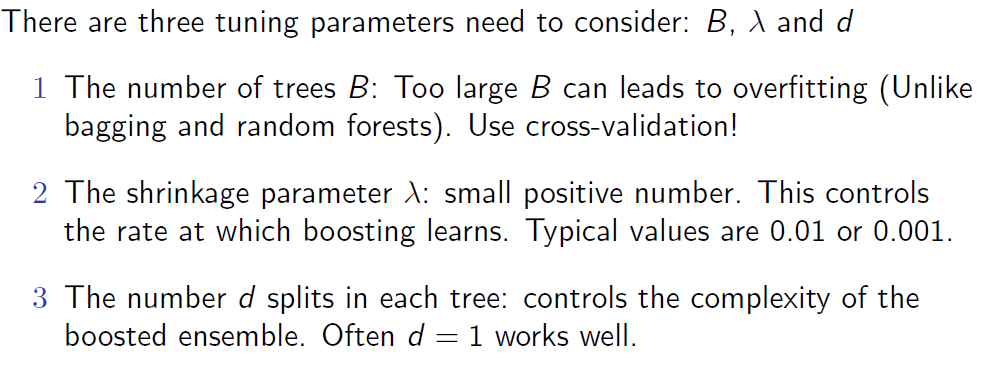 There are three tuning parameters need to consider: B, λ and d
1 The number of trees B: Too large B can leads to overfitting (Unlike
bagging and random forests). Use cross-validation!
2 The shrinkage parameter λ: small positive number. This controls
the rate at which boosting learns. Typical values are 0.01 or 0.001.
3 The number d splits in each tree: controls the complexity of the
boosted ensemble. Often d = 1 works well.